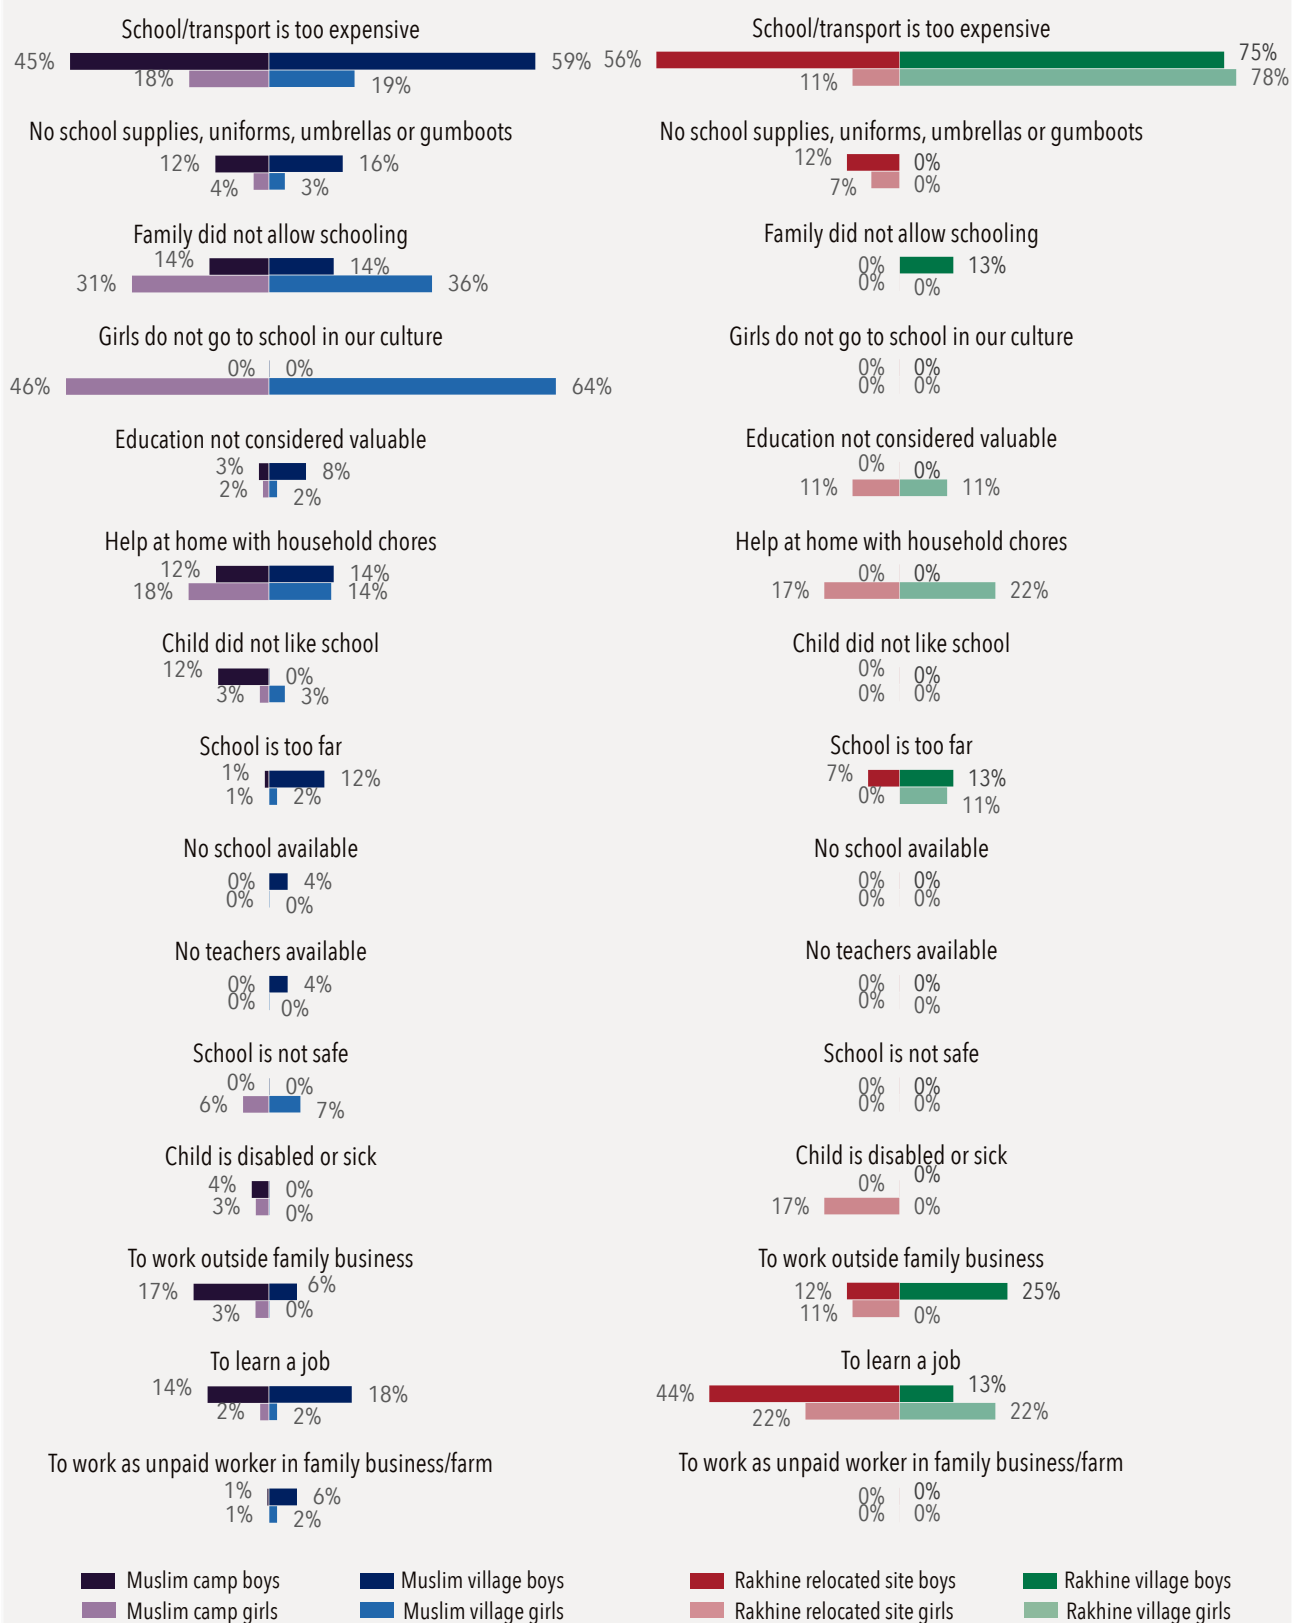 School/transport is too expensive
45% 59%
18% 19%
No school supplies, uniforms, umbrellas or gumboots
12% 16%
4% 3%
Family did not allow schooling
14% 14%
31% 36%
Girls do not go to school in our culture
0% 0%
46% 64%
Education not considered valuable
3% 8%
2% 2%
Help at home with household chores
12% 14%
18% 14%
Child did not like school
12% 0%
3% 3%
School is too far
1% 12%
1% 2%
No school available
0% 4%
0% 0%
No teachers available
0% 4%
0% 0%
School is not safe
0% 0%
6% 7%
Child is disabled or sick
4% 0%
3% 0%
To work outside family business
17% 6%
3% 0%
To learn a job
14% 18%
2% 2%
To work as unpaid worker in family business/farm
1% 6%
1% 2%
Muslim camp boys Muslim village boys
Muslim camp girls Muslim village girls
School/transport is too expensive
56% 75%
11% 78%
No school supplies, uniforms, umbrellas or gumboots
12% 0%
7% 0%
Family did not allow schooling
0% 13%
0% 0%
Girls do not go to school in our culture
0% 0%
0% 0%
Education not considered valuable
0% 0%
11% 11%
Help at home with household chores
0% 0%
17% 22%
Child did not like school
0% 0%
0% 0%
School is too far
7% 13%
0% 11%
No school available
0% 0%
0% 0%
No teachers available
0% 0%
0% 0%
School is not safe
0% 0%
0% 0%
Child is disabled or sick
0% 0%
17% 0%
To work outside family business
12% 25%
11% 0%
To learn a job
44% 13%
22% 22%
To work as unpaid worker in family business/farm
0% 0%
0% 0%
Rakhine relocated site boys Rakhine village boys
Rakhine relocated site girls Rakhine village girls